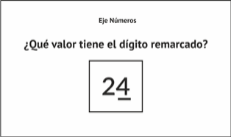 Eje Números
¿Qué valor tiene el dígito remarcado?
24